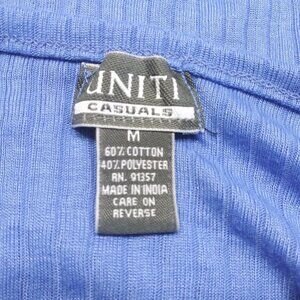 UNITI
CASUALS
M
60% COTTON
40% POLYESTER
RN. 91357
MADE IN INDIA
CARE ON
REVERSE